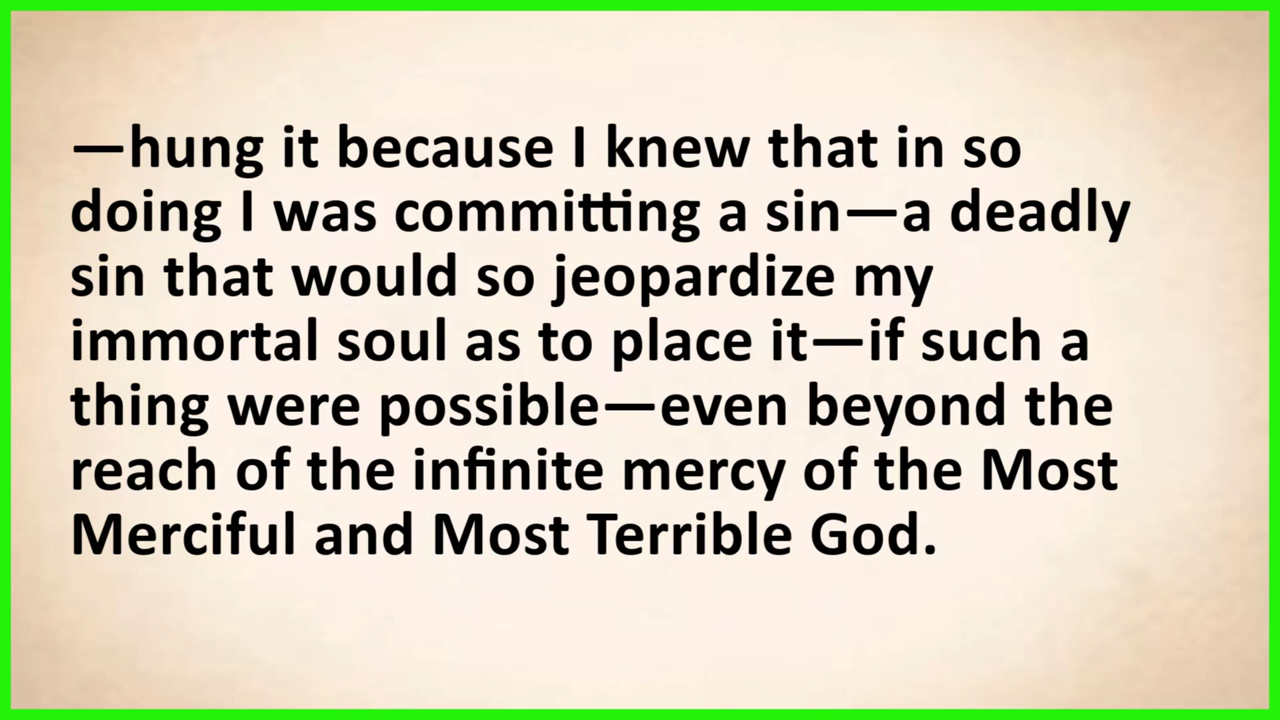 —hung it because I knew that in so
doing I was committing a sin—a deadly
sin that would so jeopardize my
immortal soul as to place it—if such a
thing were possible—even beyond the
reach of the infinite mercy of the Most
Merciful and Most Terrible God.